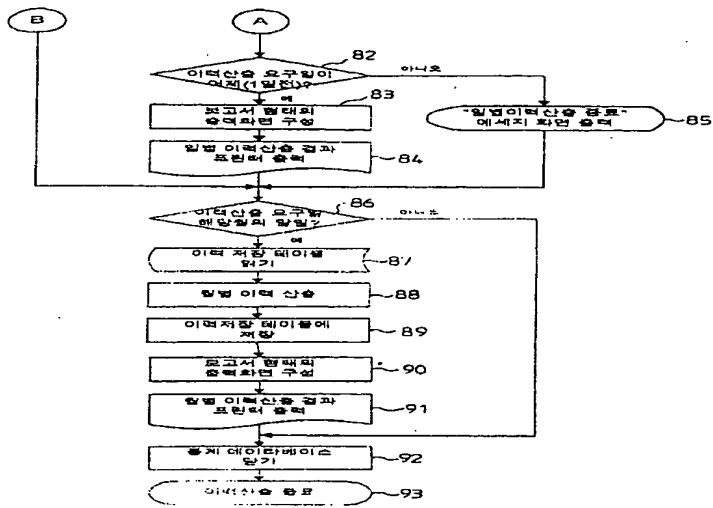 B
A
82
이력산출 요구일이
어제(1일전)?
아니오
예
83
보고서 형태의
출력화면 구성
"일별이력산출 완료"
메세지 화면 출력
85
일별 이력산출 결과
프린터 출력
84
86
이력산출 요구일
해당월의 말일?
아니오
예
이력 저장 테이블
읽기
87
월별 이력 산출
88
이력저장 테이블에
저장
89
보고서 형태의
출력화면 구성
90
월별 이력산출 결과
프린터 출력
91
통계 데이타베이스
닫기
92
이력산출 완료
93